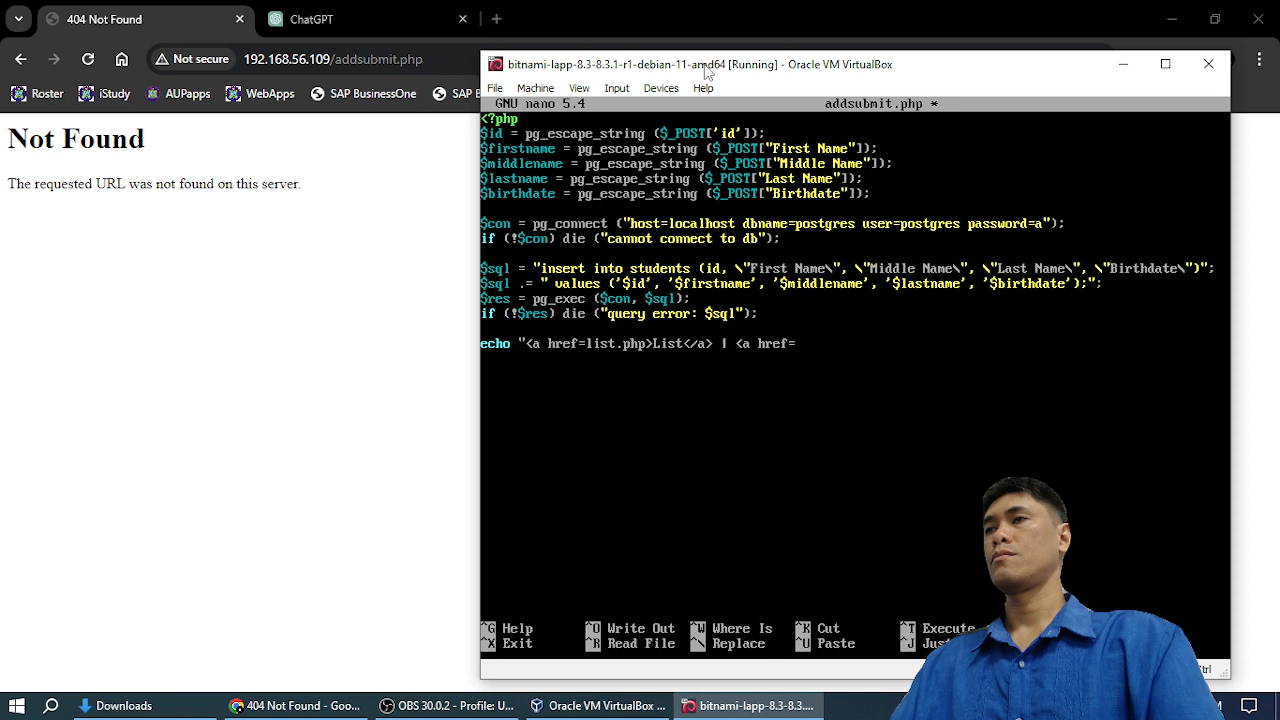 404 Not Found
ChatGPT
Not secure
192.168.56.109/addsubmit.php
Roster
Study
AUPapps
WebApps
SAP BusinessOne
SAP B
Not Found
The requested URL was not found on this server.
bitnami-lapp-8.3-8.3.1-r1-debian-11-amd64 [Running] - Oracle VM VirtualBox
File Machine View Input Devices Help
GNU nano 5.4 addsubmit.php *
<?php
$id = pg_escape_string ($_POST['id']);
$firstname = pg_escape_string ($_POST["First Name"]);
$middlename = pg_escape_string ($_POST["Middle Name"]);
$lastname = pg_escape_string ($_POST["Last Name"]);
$birthdate = pg_escape_string ($_POST["Birthdate"]);
$con = pg_connect ("host=localhost dbname=postgres user=postgres password=a");
if (!$con) die ("cannot connect to db");
$sql = "insert into students (id, \"First Name\", \"Middle Name\", \"Last Name\", \"Birthdate\")";
$sql .= " values ('$id', '$firstname', '$middlename', '$lastname', '$birthdate');";
$res = pg_exec ($con, $sql);
if (!$res) die ("query error: $sql");
echo "<a href=list.php>List</a> | <a href=
^G Help ^O Write Out ^W Where Is ^K Cut ^T Execute
^X Exit ^R Read File ^\ Replace ^U Paste ^J Just
trl
Downloads
404 Not Found - Goo...
OBS 30.0.2 - Profile: U...
Oracle VM VirtualBox ...
bitnami-lapp-8.3-8.3....